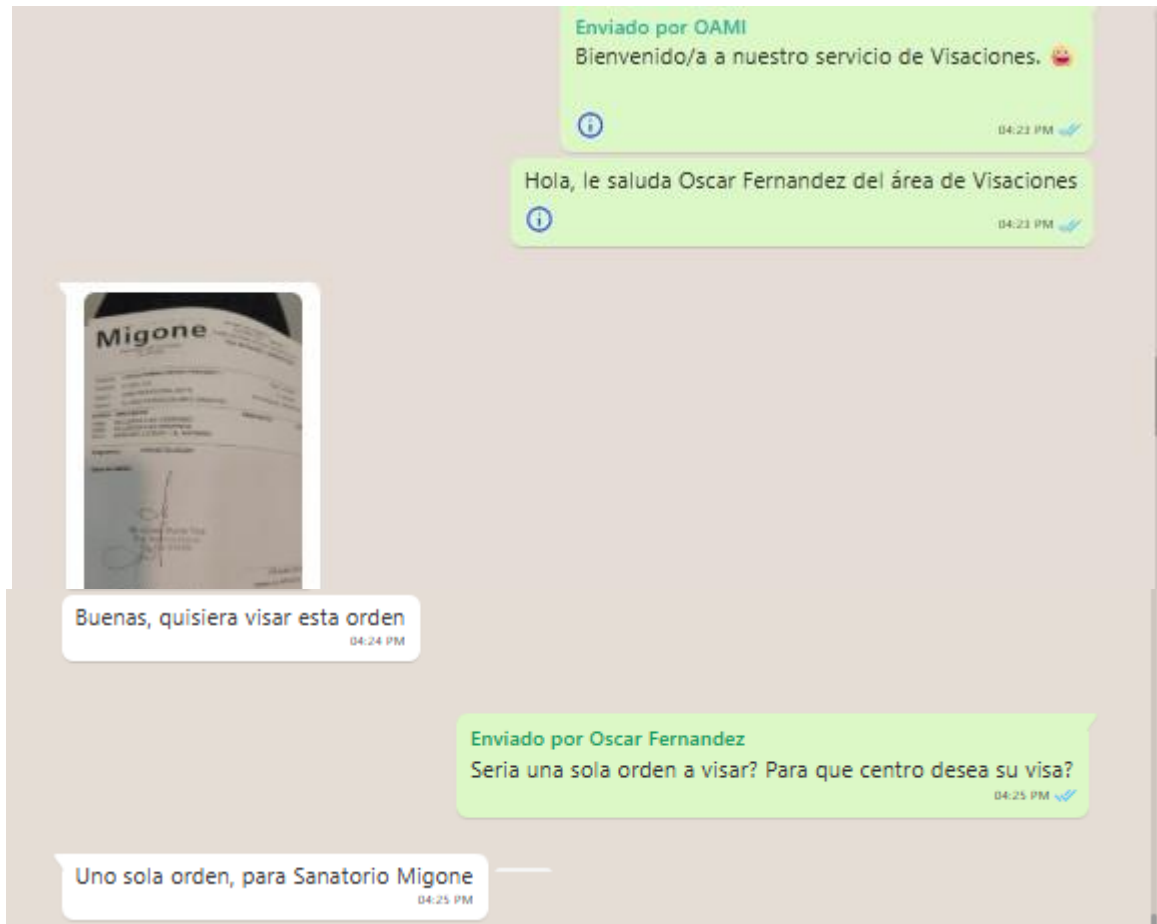 Enviado por OAMI
Bienvenido/a a nuestro servicio de Visaciones. 😀
04:23 PM
Hola, le saluda Oscar Fernandez del área de Visaciones
04:23 PM
Migone
Buenas, quisiera visar esta orden
04:24 PM
Enviado por Oscar Fernandez
Seria una sola orden a visar? Para que centro desea su visa?
04:25 PM
Uno sola orden, para Sanatorio Migone
04:25 PM